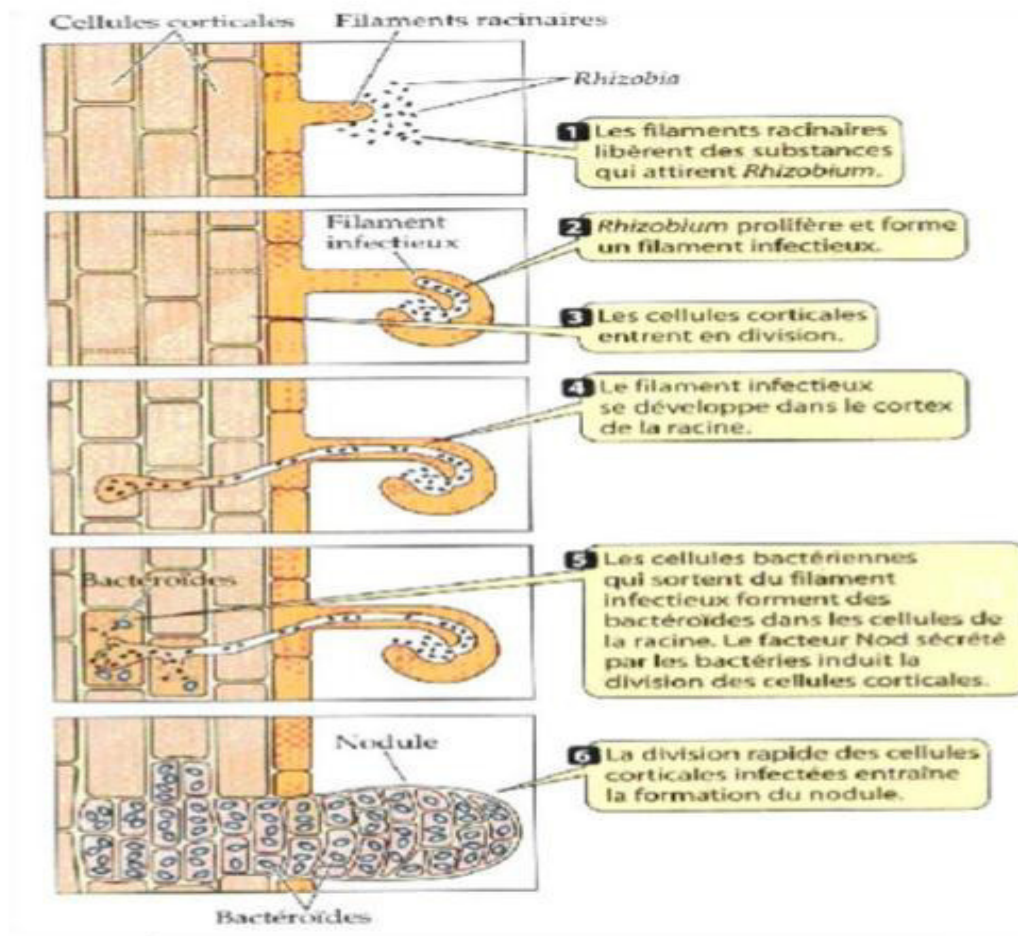 Cellules corticales
Filaments racinaires
Rhizobia
1 Les filaments racinaires
libèrent des substances
qui attirent Rhizobium.
Filament
infectieux
2 Rhizobium prolifère et forme
un filament infectieux.
3 Les cellules corticales
entrent en division.
4 Le filament infectieux
se développe dans le cortex
de la racine.
Bactéroïdes
5 Les cellules bactériennes
qui sortent du filament
infectieux forment des
bactéroïdes dans les cellules de
la racine. Le facteur Nod sécrété
par les bactéries induit la
division des cellules corticales.
Nodule
6 La division rapide des cellules
corticales infectées entraîne
la formation du nodule.
Bactéroïdes